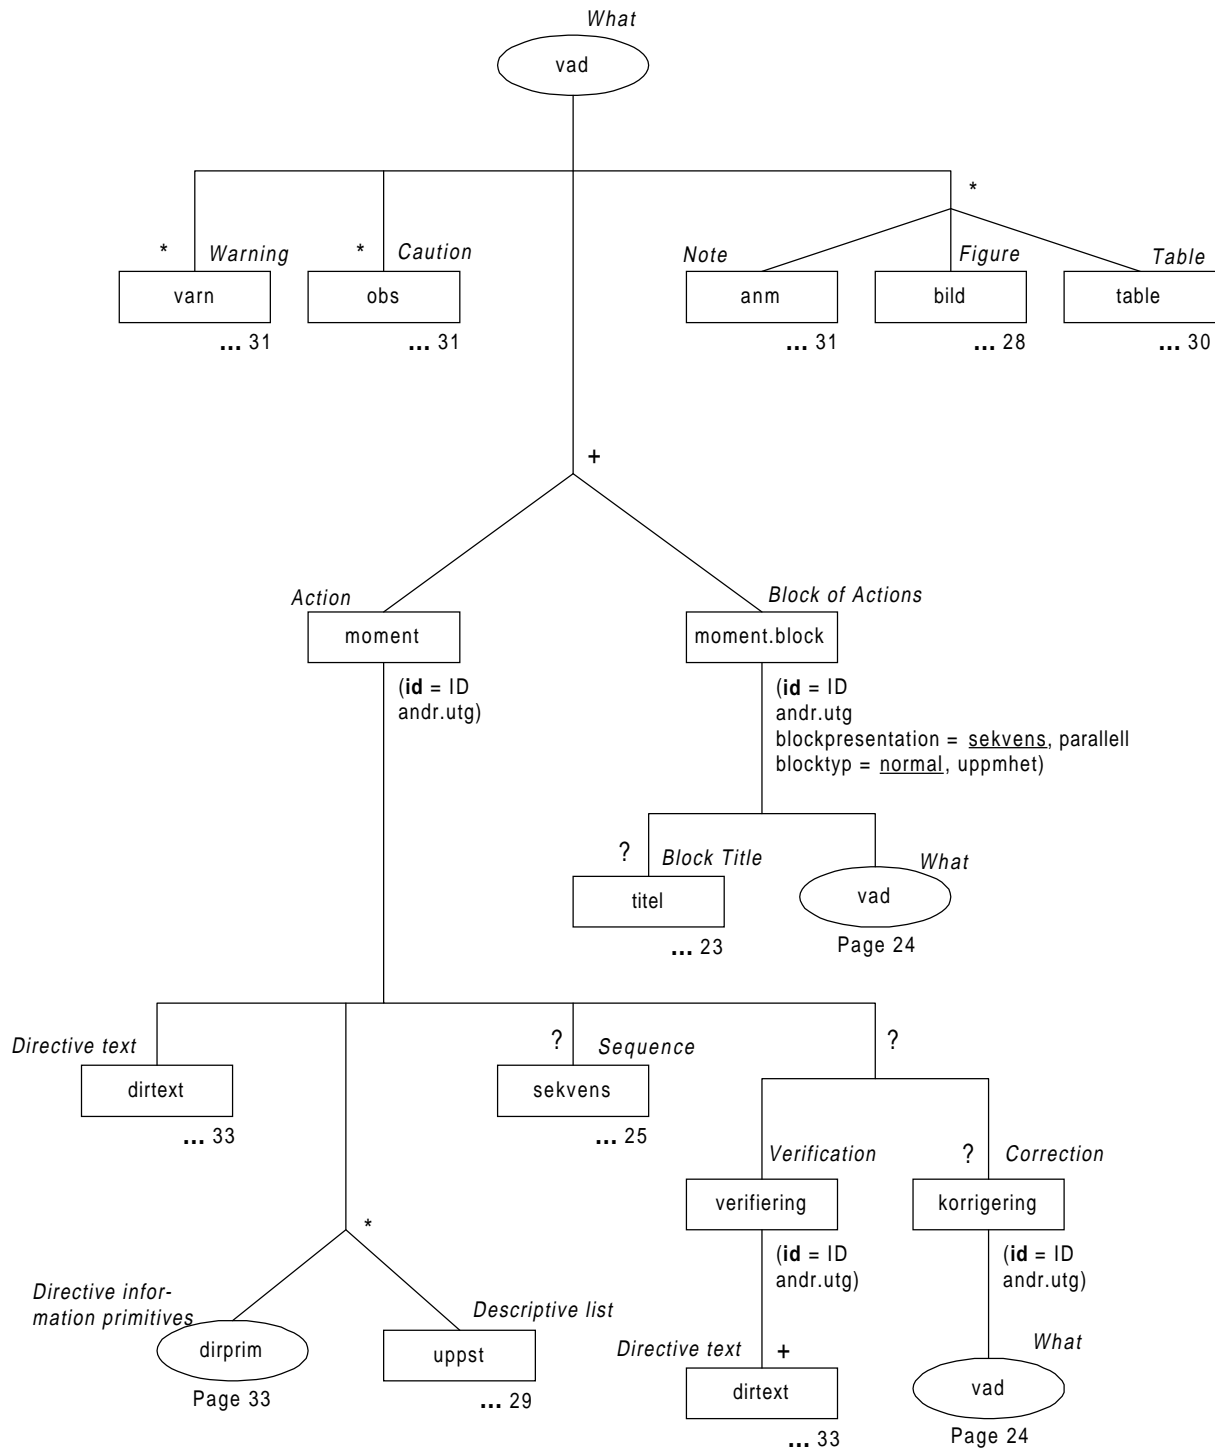 What
vad
*
* Warning
* Caution
Note
Figure
Table
varn
obs
anm
bild
table
... 31
... 31
... 31
... 28
... 30
+
Action
Block of Actions
moment
moment.block
(id = ID
andr.utg)
(id = ID
andr.utg
blockpresentation = sekvens, parallell
blocktyp = normal, uppmhet)
? Block Title
What
titel
vad
... 23
Page 24
Directive text
? Sequence
?
dirtext
sekvens
... 33
... 25
Verification
? Correction
verifiering
korrigering
*
(id = ID
andr.utg)
(id = ID
andr.utg)
Directive infor-
mation primitives
Descriptive list
dirprim
uppst
Page 33
... 29
Directive text +
What
dirtext
vad
... 33
Page 24